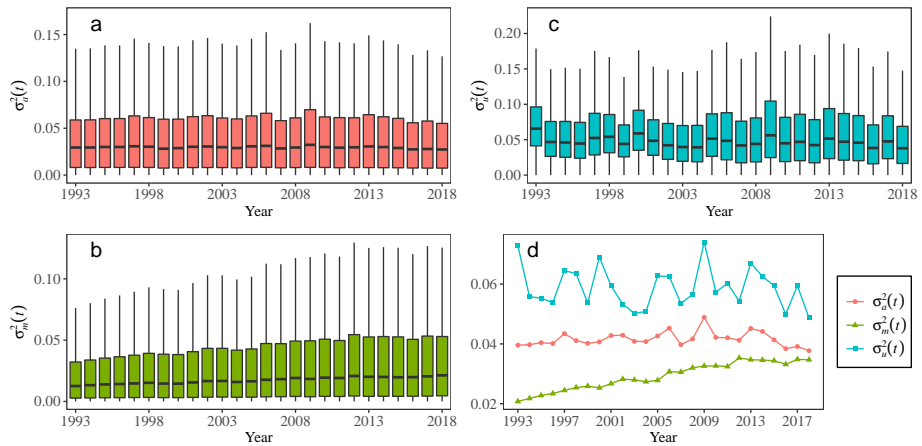 a
σ²ₐ(t)
0.15
0.10
0.05
0.00
1993 1998 2003 2008 2013 2018
Year
c
σ²ᵤ(t)
0.20
0.15
0.10
0.05
0.00
1993 1998 2003 2008 2013 2018
Year
b
σ²ₘ(t)
0.10
0.05
0.00
1993 1998 2003 2008 2013 2018
Year
d
0.06
0.04
0.02
1993 1997 2001 2005 2009 2013 2017
Year
σ²ₐ(t)
σ²ₘ(t)
σ²ᵤ(t)